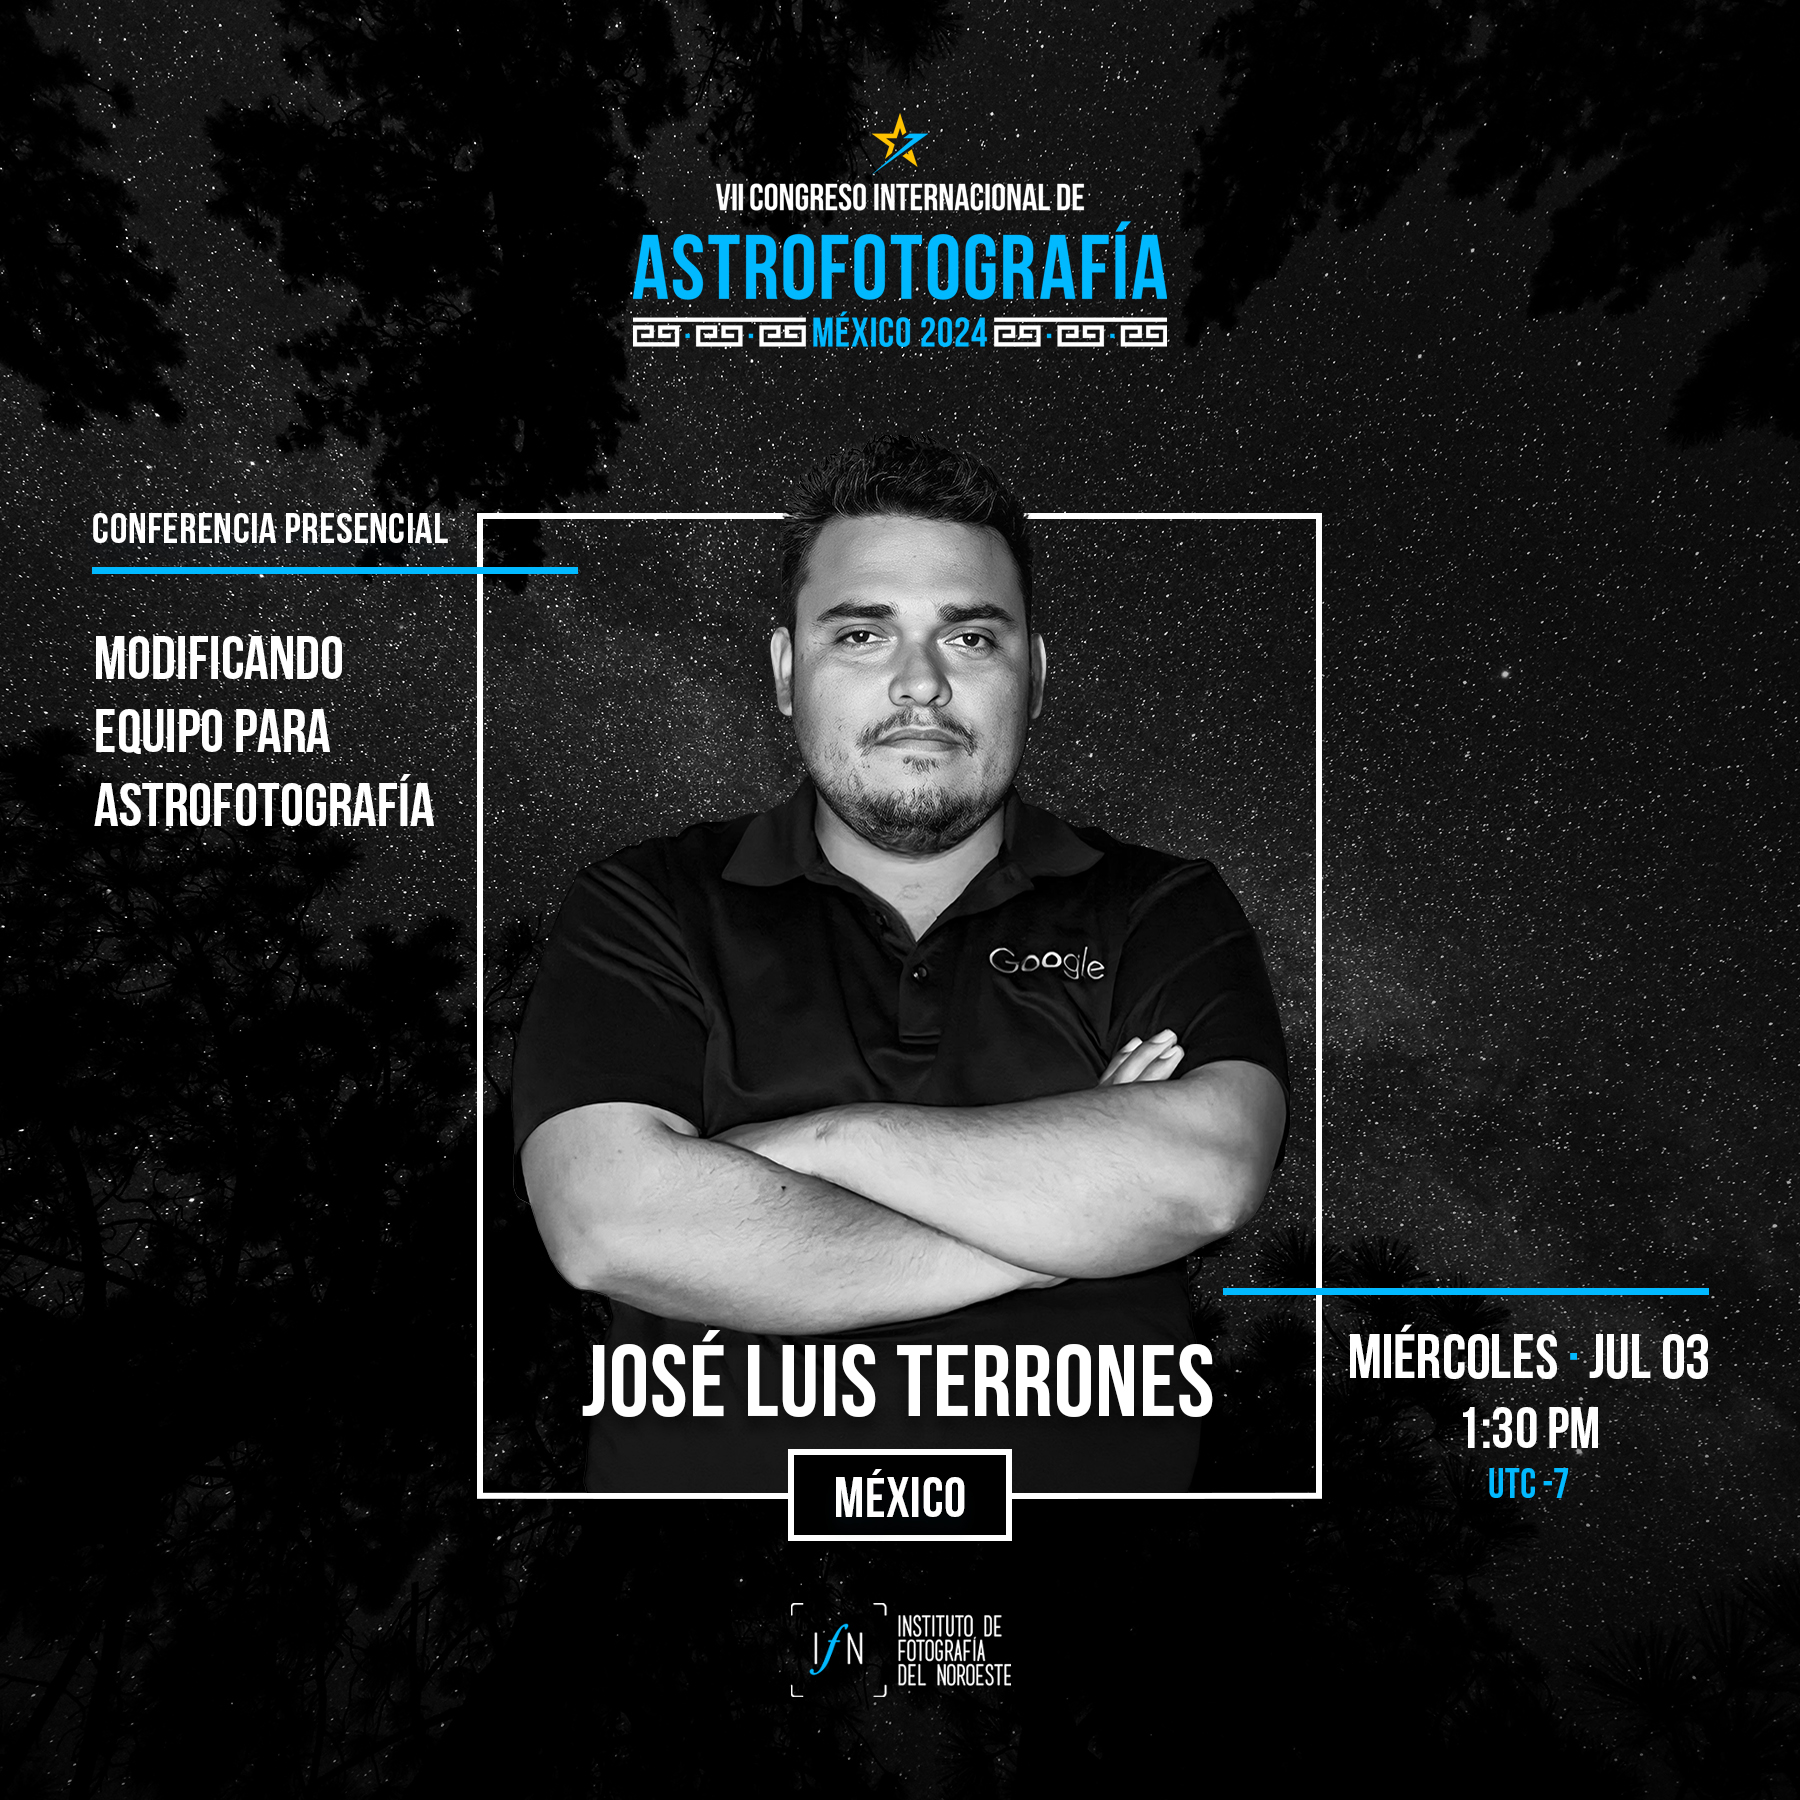 VII CONGRESO INTERNACIONAL DE
ASTROFOTOGRAFÍA
MÉXICO 2024
CONFERENCIA PRESENCIAL
MODIFICANDO
EQUIPO PARA
ASTROFOTOGRAFÍA
Google
JOSÉ LUIS TERRONES
MÉXICO
MIÉRCOLES · JUL 03
1:30 PM
UTC -7
IfN
INSTITUTO DE
FOTOGRAFÍA
DEL NOROESTE